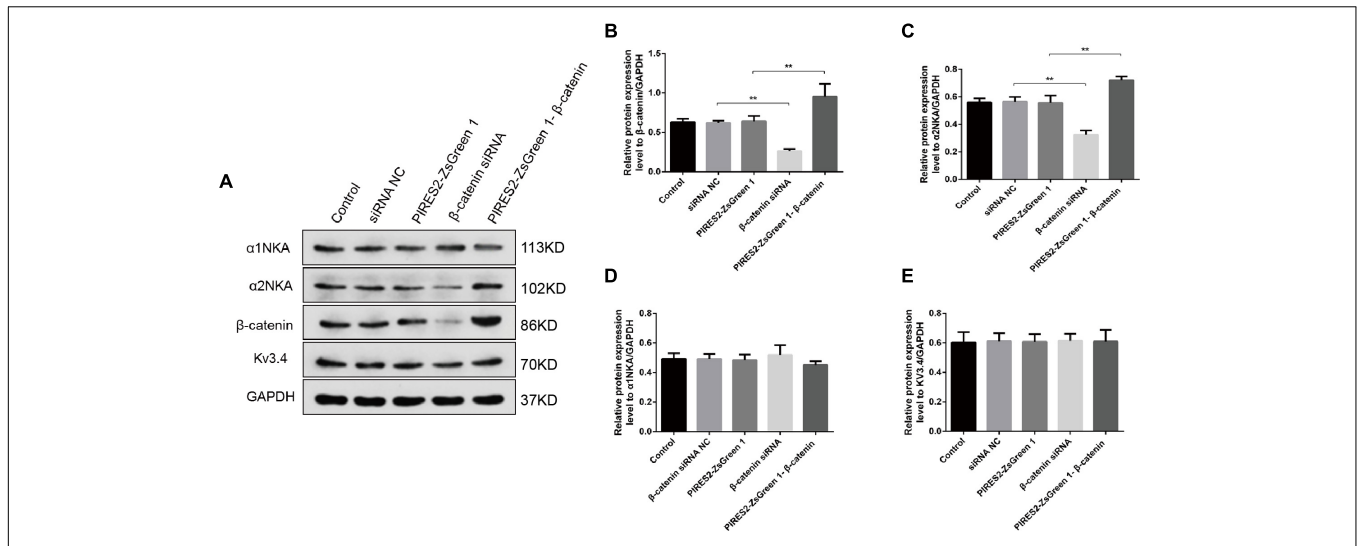 A
Control
siRNA NC
PIRES2-ZsGreen 1
β-catenin siRNA
PIRES2-ZsGreen 1- β-catenin
α1NKA
113KD
α2NKA
102KD
β-catenin
86KD
Kv3.4
70KD
GAPDH
37KD
B
Relative protein expression
level to β-catenin/GAPDH
1.5
1.0
0.5
0.0
**
**
Control
siRNA NC
PIRES2-ZsGreen 1
β-catenin siRNA
PIRES2-ZsGreen 1- β-catenin
C
Relative protein expression
level to α2NKA/GAPDH
0.8
0.6
0.4
0.2
0.0
**
**
Control
siRNA NC
PIRES2-ZsGreen 1
β-catenin siRNA
PIRES2-ZsGreen 1- β-catenin
D
Relative protein expression
level to α1NKA/GAPDH
0.8
0.6
0.4
0.2
0.0
Control
β-catenin siRNA NC
PIRES2-ZsGreen 1
β-catenin siRNA
PIRES2-ZsGreen 1- β-catenin
E
Relative protein expression
level to KV3.4/GAPDH
0.8
0.6
0.4
0.2
0.0
Control
siRNA NC
PIRES2-ZsGreen 1
β-catenin siRNA
PIRES2-ZsGreen 1- β-catenin